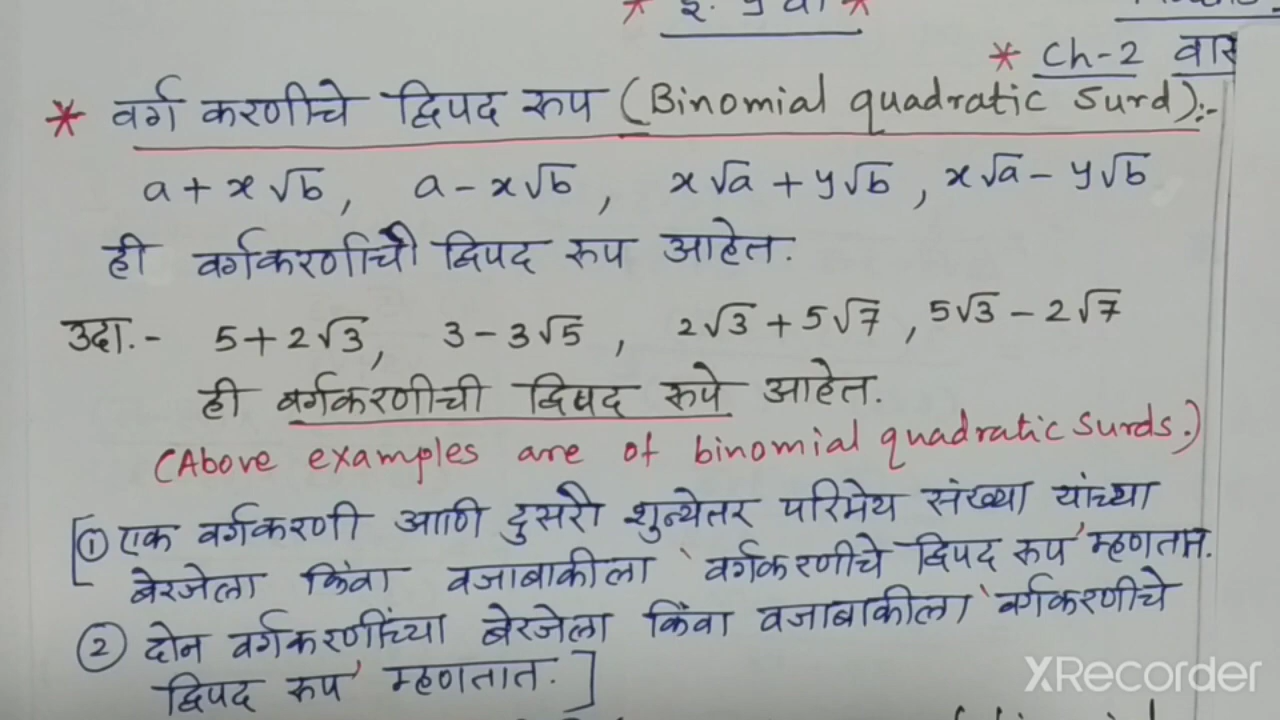 * इ. 9 वी *
* Ch-2 वास
* वर्ग करणीचे द्विपद रुप (Binomial quadratic surd):-
a + x√b, a - x√b, x√a + y√b, x√a - y√b
ही वर्गकरणीची द्विपद रुप आहेत.
उदा.- 5+2√3, 3-3√5, 2√3+5√7, 5√3-2√7
ही वर्गकरणीची द्विपद रुपे आहेत.
(Above examples are of binomial quadratic surds.)
[① एक वर्गकरणी आणि दुसरी शुन्येतर परिमेय संख्या यांच्या
बेरजेला किंवा वजाबाकीला 'वर्गकरणीचे द्विपद रुप' म्हणतात.
② दोन वर्गकरणींच्या बेरजेला किंवा वजाबाकीला 'वर्गकरणीचे
द्विपद रुप' म्हणतात.]
XRecorder